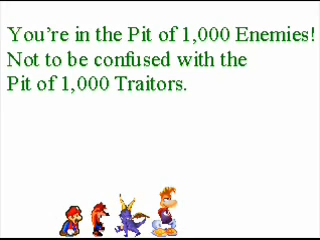 You're in the Pit of 1,000 Enemies!
Not to be confused with the
Pit of 1,000 Traitors.